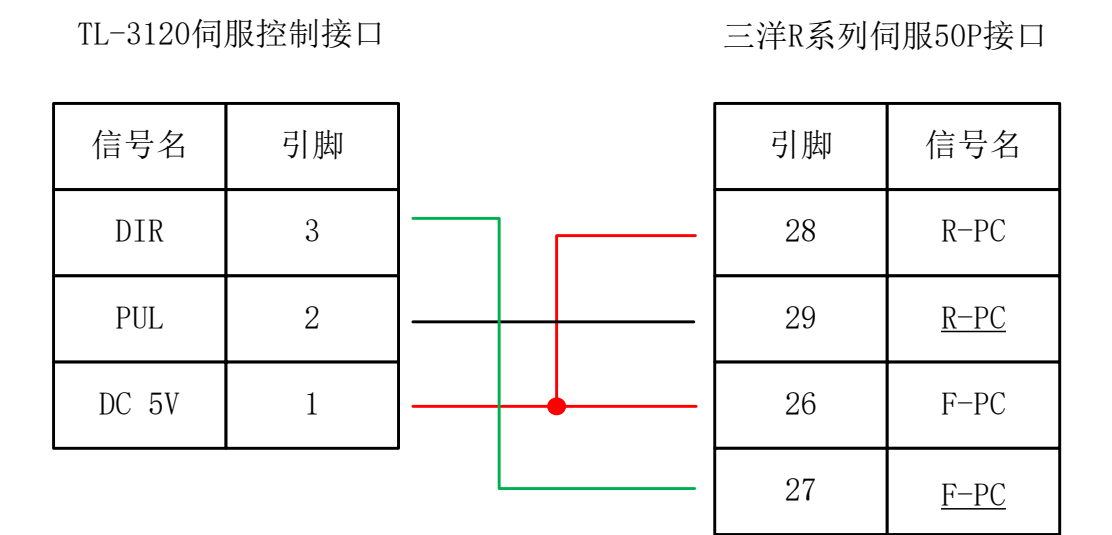 TL-3120伺服控制接口 三洋R系列伺服50P接口
信号名 引脚 引脚 信号名
DIR 3 28 R-PC
PUL 2 29 R-PC
DC 5V 1 26 F-PC
27 F-PC